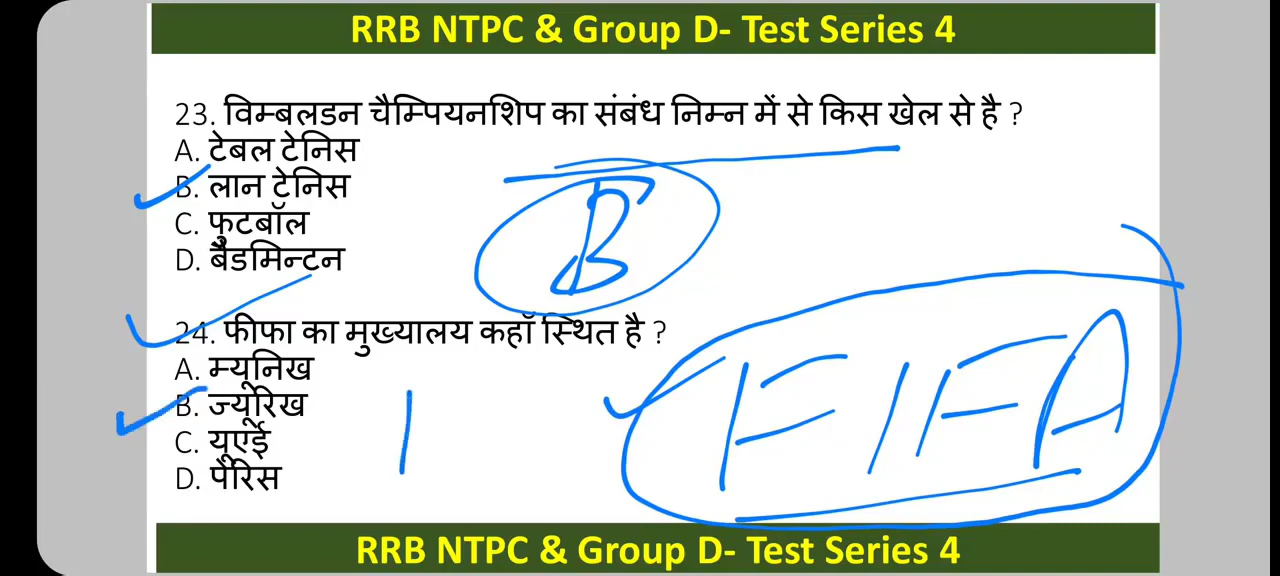 RRB NTPC & Group D- Test Series 4
23. विम्बलडन चैम्पियनशिप का संबंध निम्न में से किस खेल से है ?
A. टेबल टेनिस
B. लान टेनिस
C. फुटबॉल
D. बैडमिन्टन
B
24. फीफा का मुख्यालय कहाँ स्थित है ?
A. म्यूनिख
B. ज्यूरिख
C. यूएई
D. पेरिस
FIFA
RRB NTPC & Group D- Test Series 4